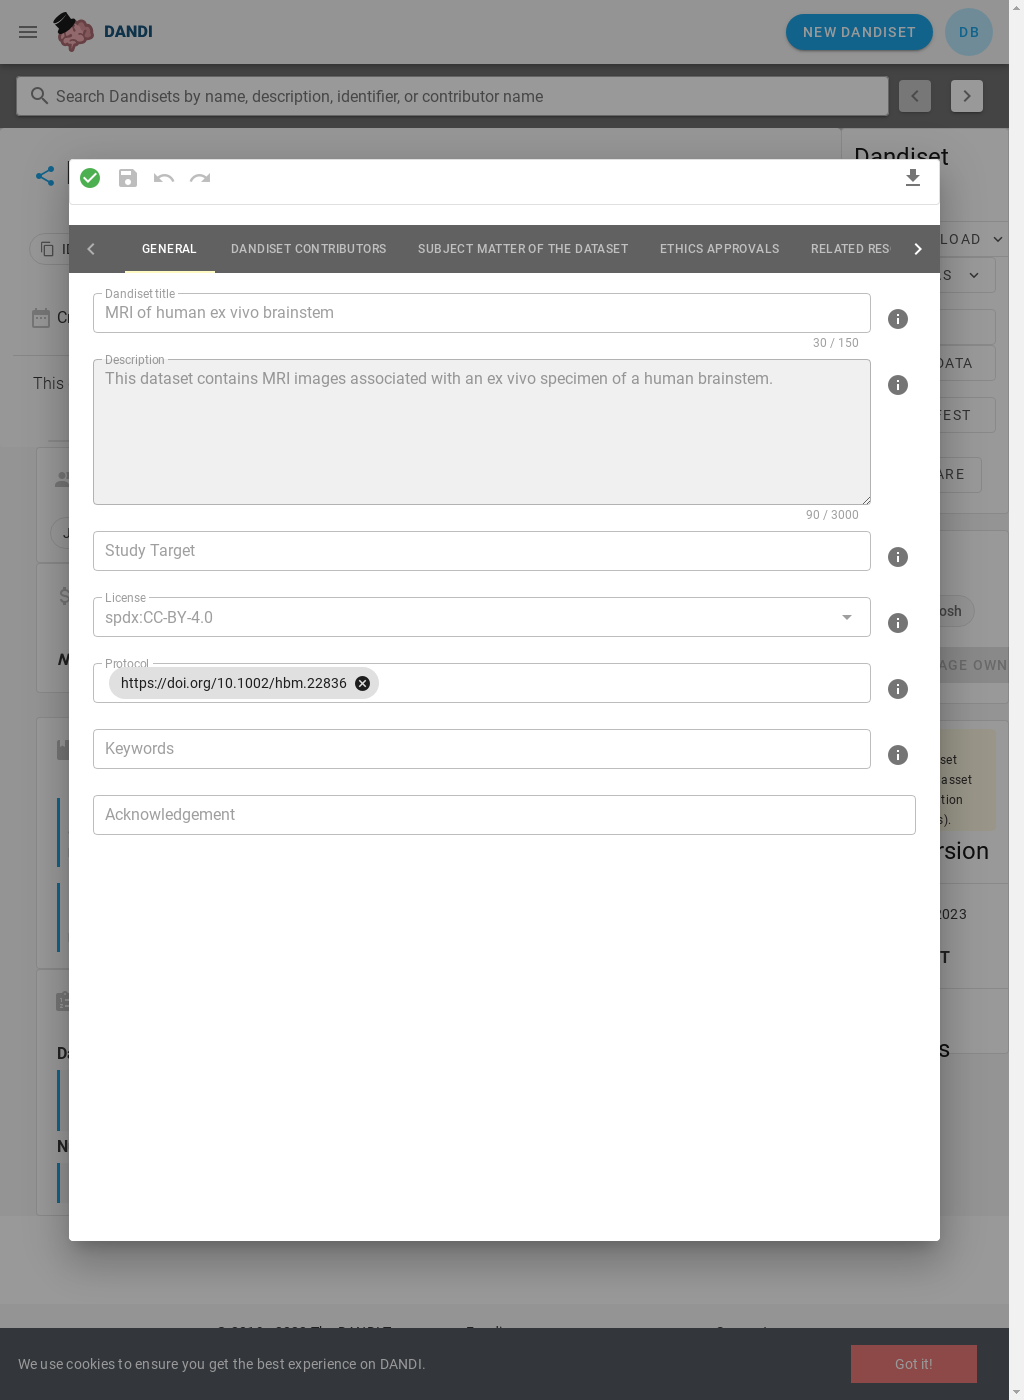 DANDI
NEW DANDISET
DB
Search Dandisets by name, description, identifier, or contributor name
Dandiset
GENERAL
DANDISET CONTRIBUTORS
SUBJECT MATTER OF THE DATASET
ETHICS APPROVALS
RELATED RES
Dandiset title
MRI of human ex vivo brainstem
30 / 150
Description
This dataset contains MRI images associated with an ex vivo specimen of a human brainstem.
90 / 3000
This
Study Target
License
spdx:CC-BY-4.0
Protocol
https://doi.org/10.1002/hbm.22836
Keywords
Acknowledgement
LOAD
S
DATA
FEST
ARE
osh
AGE OWN
set
asset
tion
s).
rsion
2023
T
S
Da
N
We use cookies to ensure you get the best experience on DANDI.
Got it!